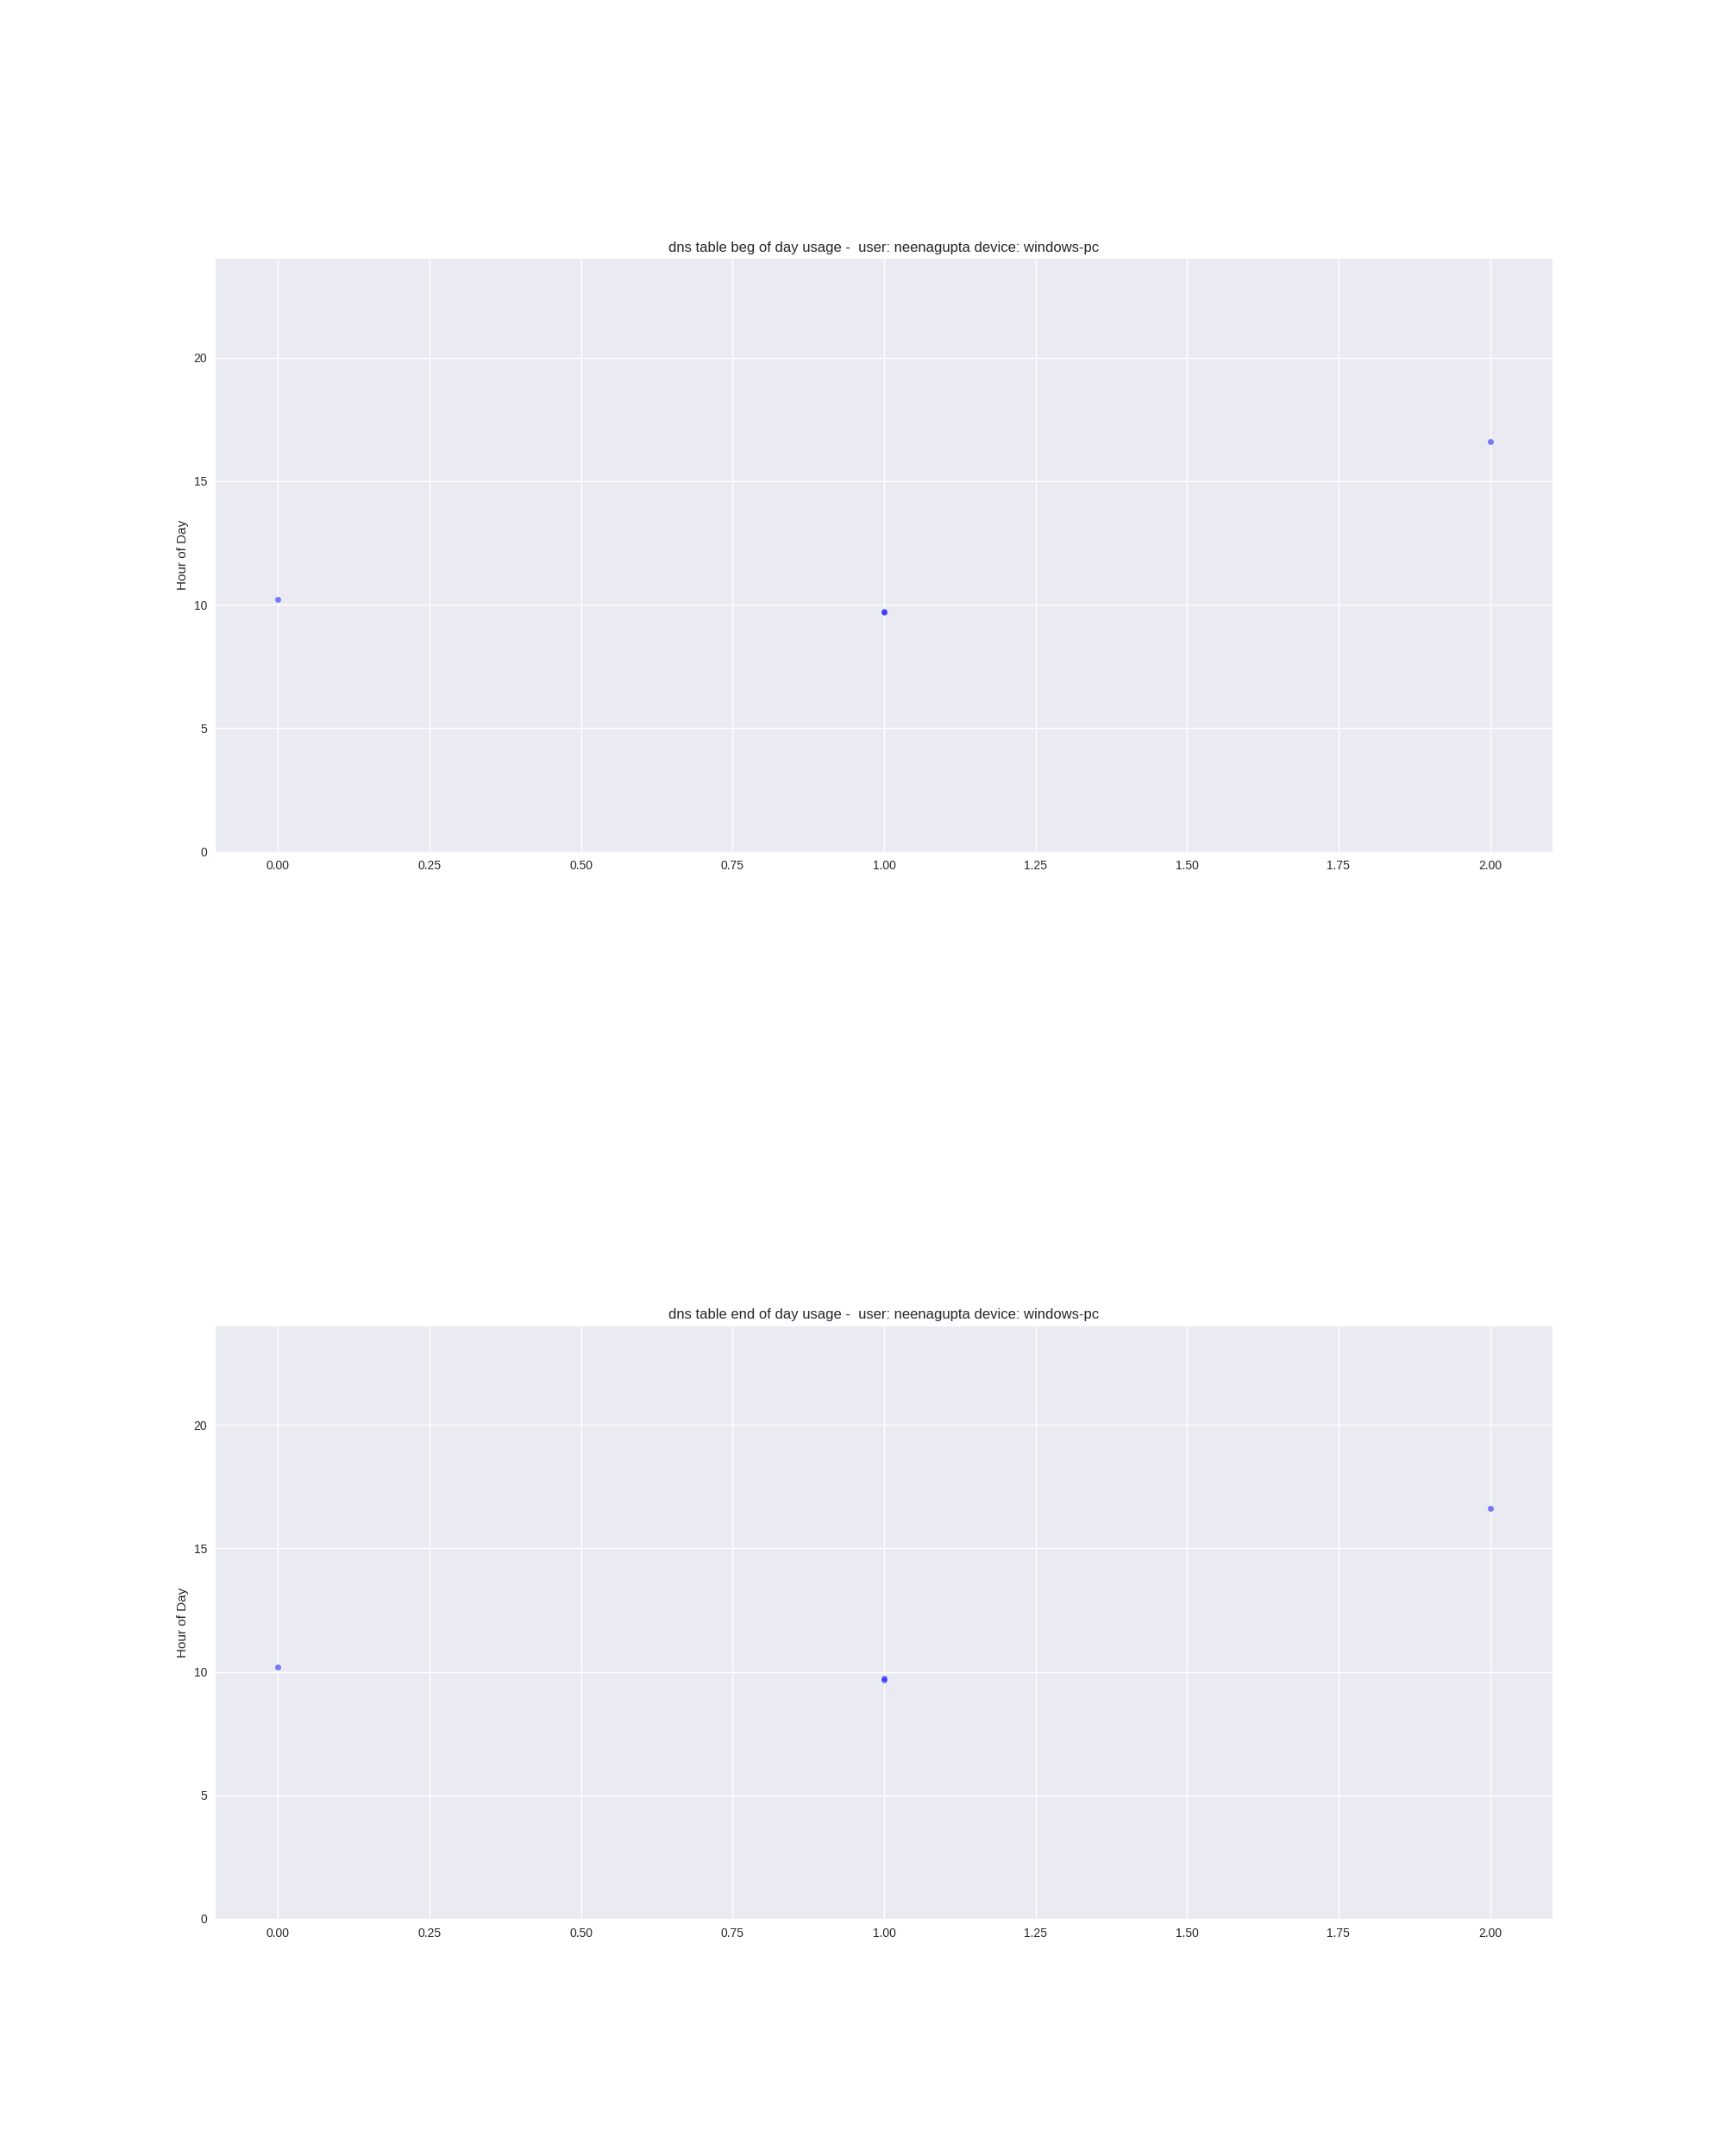 dns table beg of day usage -  user: neenagupta device: windows-pc
Hour of Day
20
15
10
5
0
0.00 0.25 0.50 0.75 1.00 1.25 1.50 1.75 2.00
dns table end of day usage -  user: neenagupta device: windows-pc
Hour of Day
20
15
10
5
0
0.00 0.25 0.50 0.75 1.00 1.25 1.50 1.75 2.00